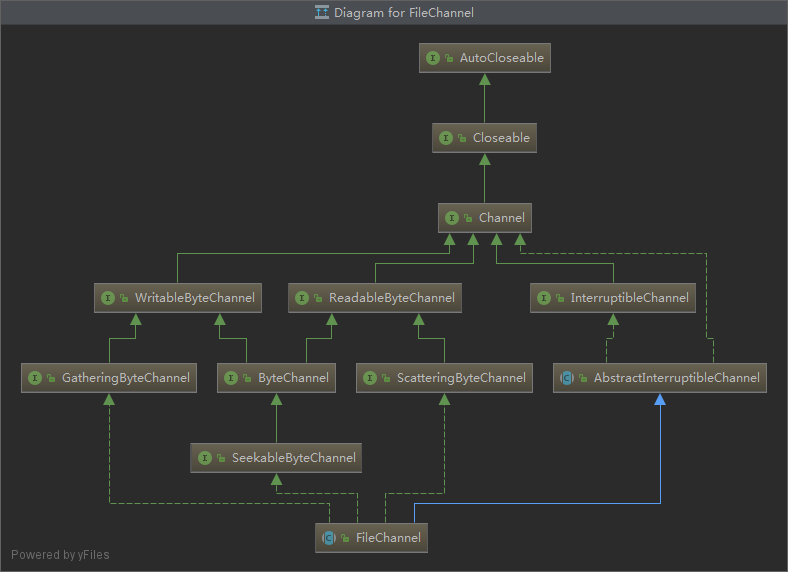 Diagram for FileChannel
I AutoCloseable
I Closeable
I Channel
I WritableByteChannel
I ReadableByteChannel
I InterruptibleChannel
I GatheringByteChannel
I ByteChannel
I ScatteringByteChannel
C AbstractInterruptibleChannel
I SeekableByteChannel
C FileChannel
Powered by yFiles